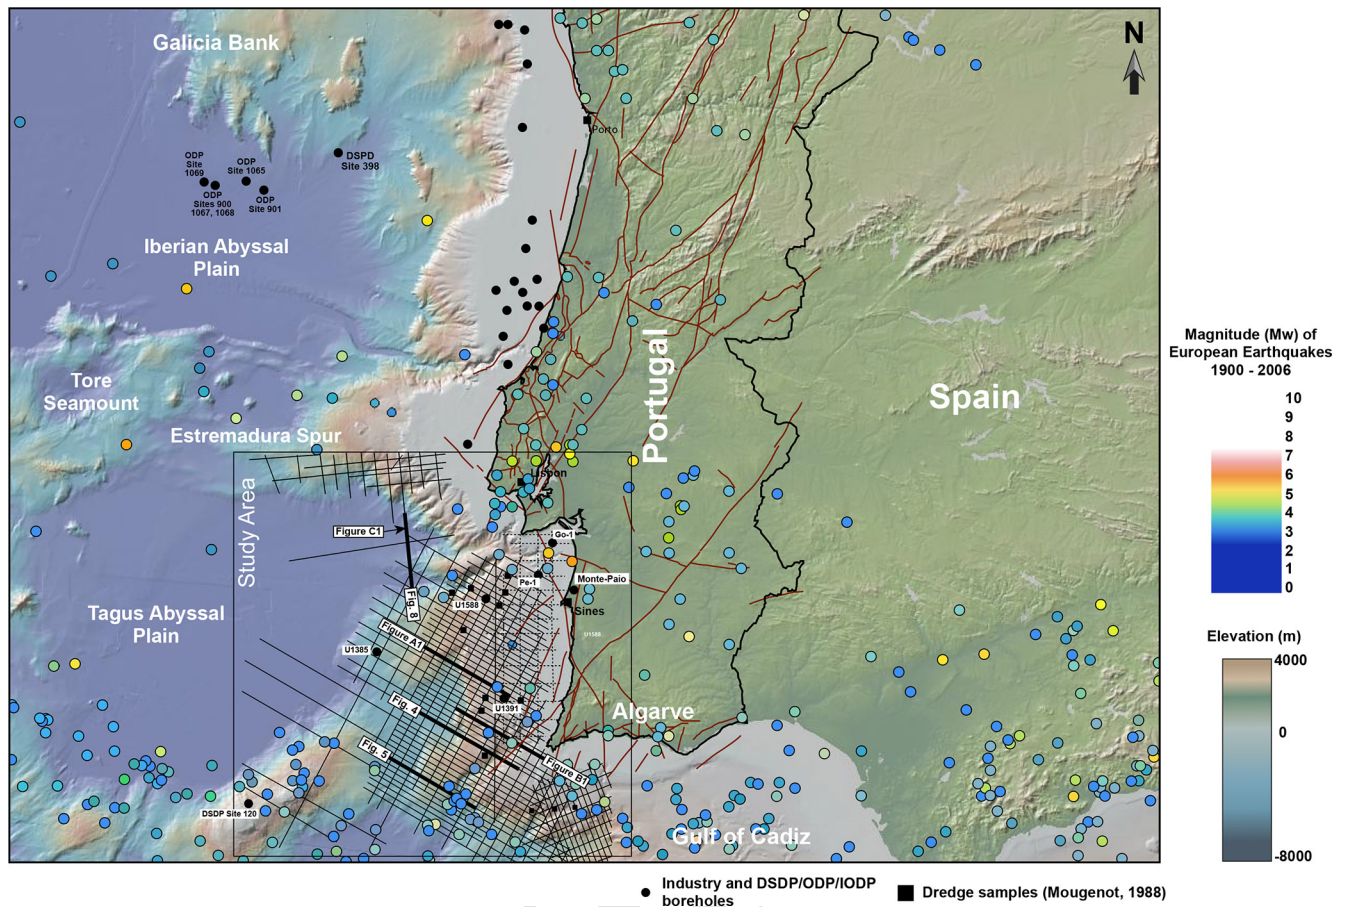 Galicia Bank
N
Porto
ODP
Site
1069
ODP
Site 1065
DSPD
Site 398
ODP
Sites 900
1067, 1068
ODP
Site 901
Iberian Abyssal
Plain
Portugal
Magnitude (Mw) of
European Earthquakes
1900 - 2006
10
9
8
7
6
5
4
3
2
1
0
Tore
Seamount
Spain
Estremadura Spur
Lisbon
Study Area
Figure C1
Go-1
Pe-1
Monte-Paio
Fig. 8
U1588
Sines
Tagus Abyssal
Plain
Figure A1
U1588
U1385
Elevation (m)
4000
0
-8000
Fig. 4
U1391
Algarve
Fig. 5
Figure B1
DSDP Site 120
Gulf of Cadiz
Industry and DSDP/ODP/IODP
boreholes
Dredge samples (Mougenot, 1988)